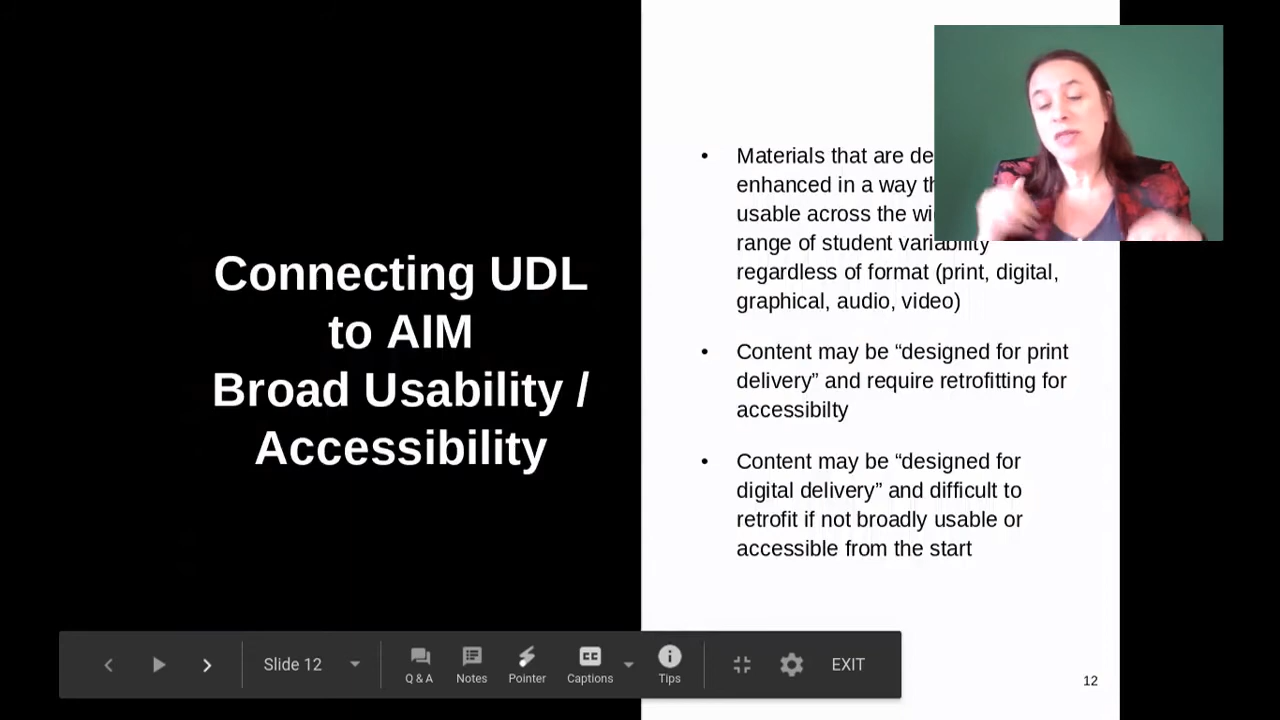 Connecting UDL
to AIM
Broad Usability /
Accessibility
• Materials that are
enhanced in a way
usable across the
range of student variability
regardless of format (print, digital,
graphical, audio, video)
• Content may be “designed for print
delivery” and require retrofitting for
accessibilty
• Content may be “designed for
digital delivery” and difficult to
retrofit if not broadly usable or
accessible from the start
Slide 12
Q & A
Notes
Pointer
CC
Captions
Tips
EXIT
12